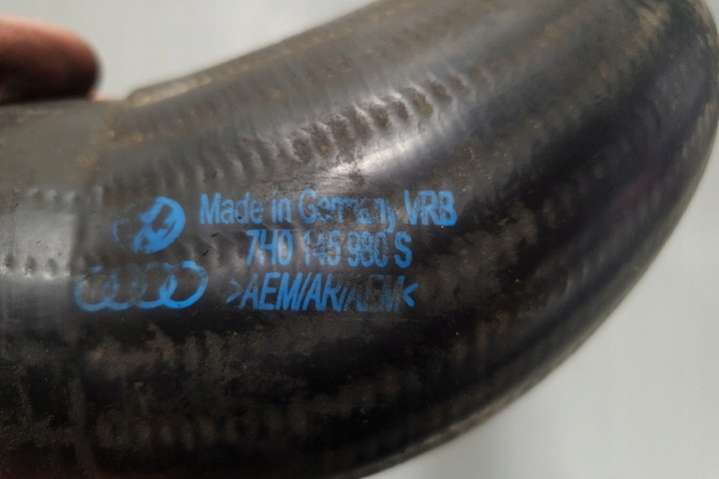 Made in Germany VRB
7H0 145 980 S
>AEM/AR/AEM<